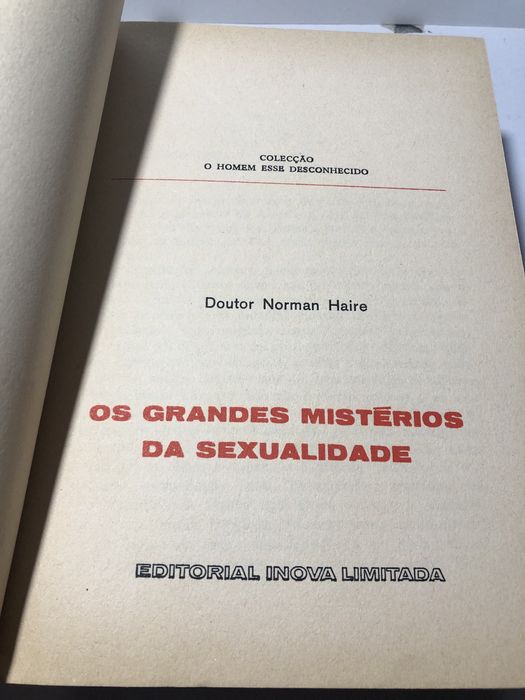 COLECÇÃO
O HOMEM ESSE DESCONHECIDO
Doutor Norman Haire
OS GRANDES MISTÉRIOS
DA SEXUALIDADE
EDITORIAL INOVA LIMITADA